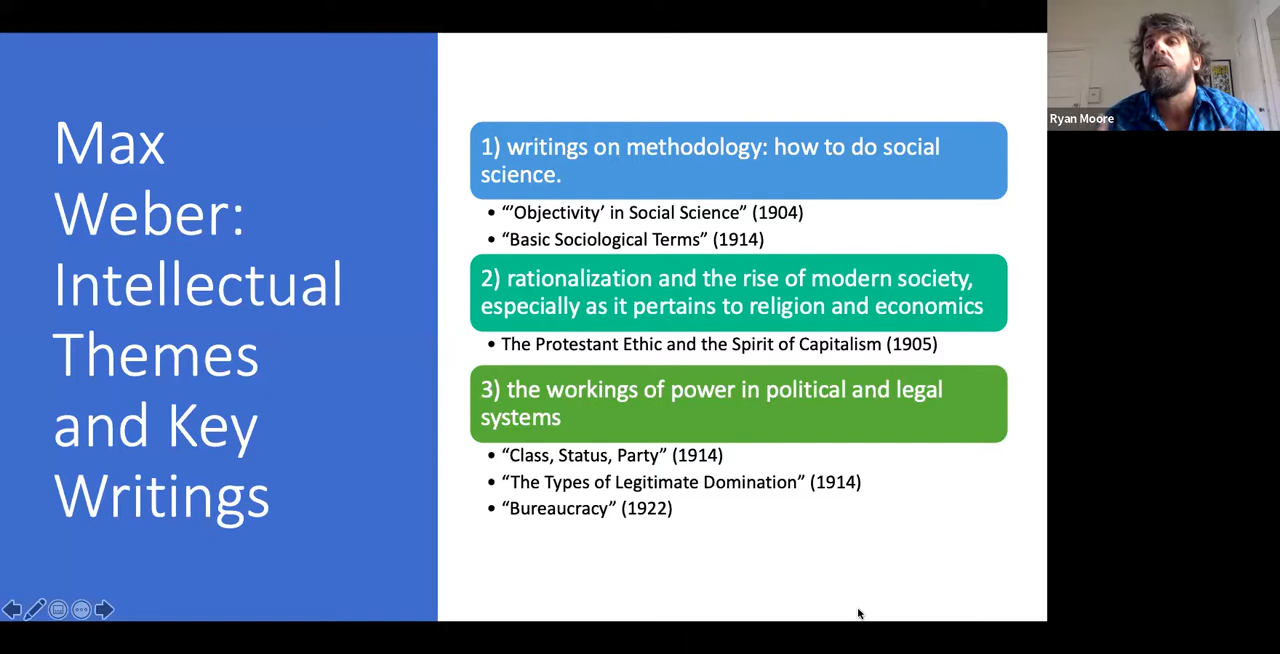 Max
Weber:
Intellectual
Themes
and Key
Writings
1) writings on methodology: how to do social
science.
• “‘Objectivity’ in Social Science” (1904)
• “Basic Sociological Terms” (1914)
2) rationalization and the rise of modern society,
especially as it pertains to religion and economics
• The Protestant Ethic and the Spirit of Capitalism (1905)
3) the workings of power in political and legal
systems
• “Class, Status, Party” (1914)
• “The Types of Legitimate Domination” (1914)
• “Bureaucracy” (1922)
Ryan Moore